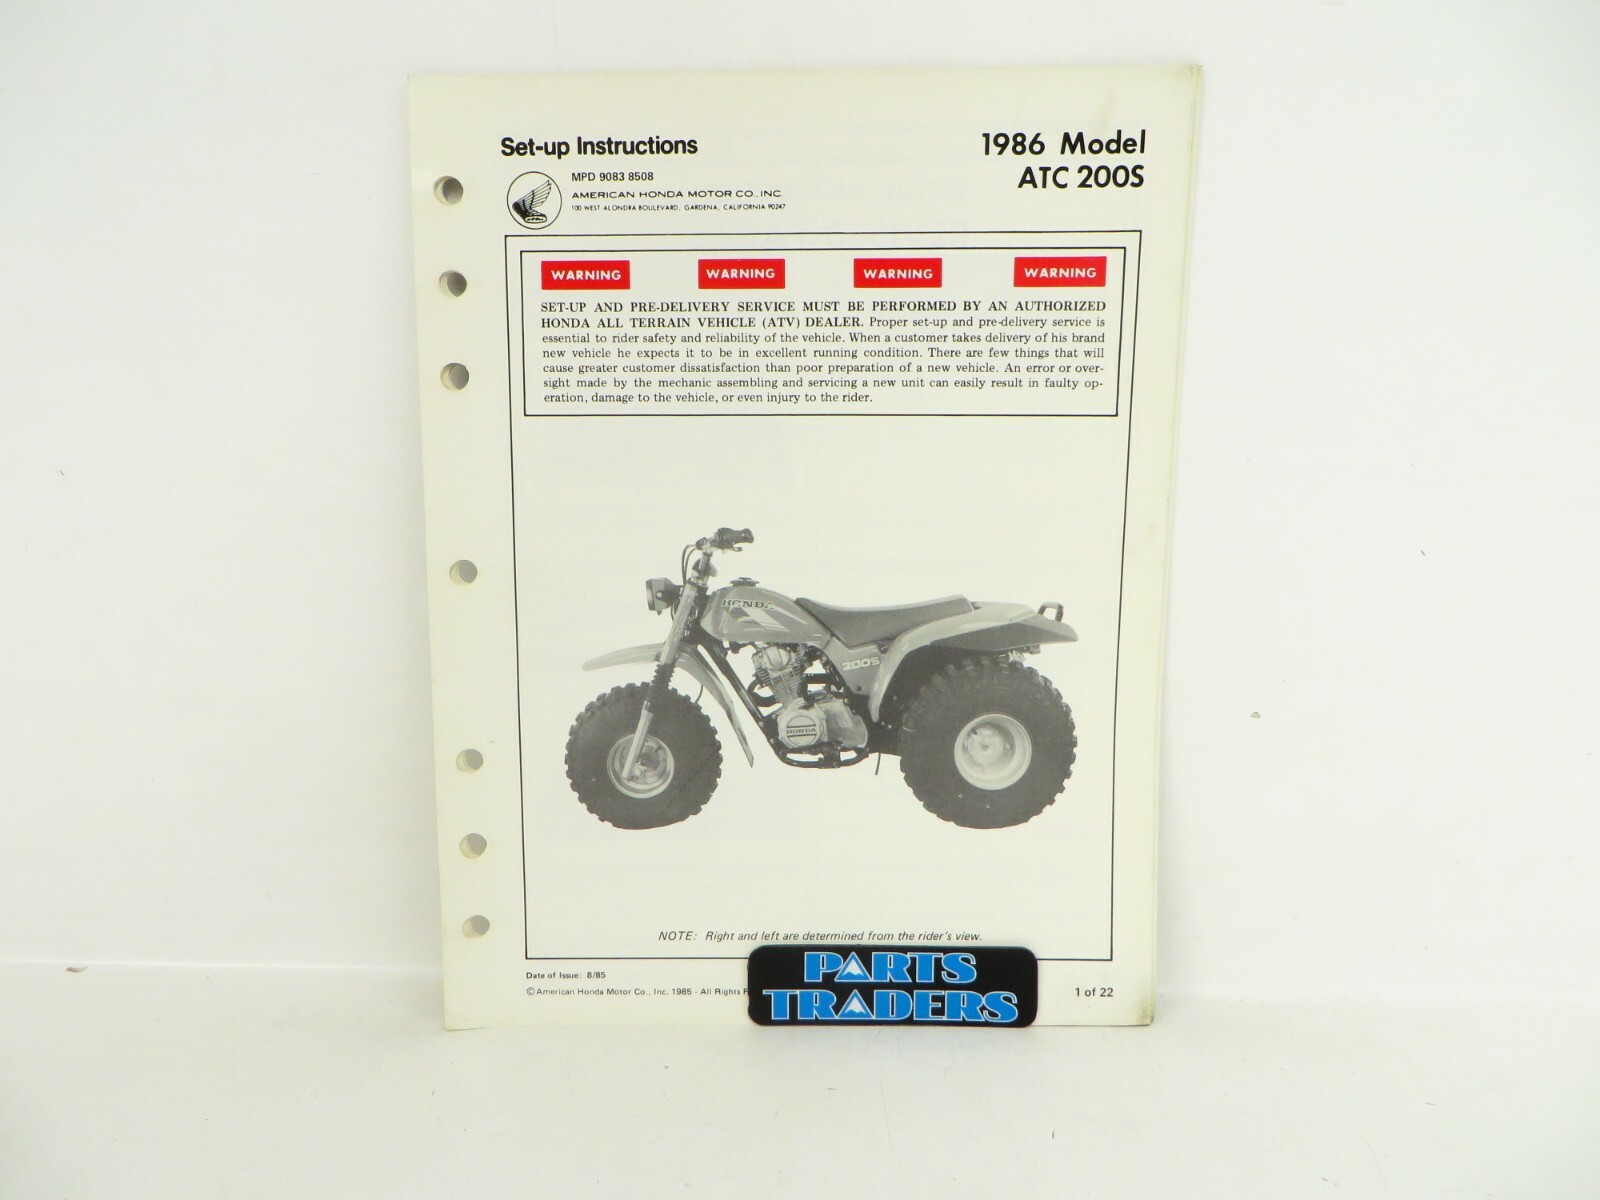 Set-up Instructions
1986 Model
ATC 200S
MPD 9083 8508
AMERICAN HONDA MOTOR CO., INC.
100 WEST ALONDRA BOULEVARD, GARDENA, CALIFORNIA 90247
WARNING WARNING WARNING WARNING
SET-UP AND PRE-DELIVERY SERVICE MUST BE PERFORMED BY AN AUTHORIZED
HONDA ALL TERRAIN VEHICLE (ATV) DEALER. Proper set-up and pre-delivery service is
essential to rider safety and reliability of the vehicle. When a customer takes delivery of his brand
new vehicle he expects it to be in excellent running condition. There are few things that will
cause greater customer dissatisfaction than poor preparation of a new vehicle. An error or over-
sight made by the mechanic assembling and servicing a new unit can easily result in faulty op-
eration, damage to the vehicle, or even injury to the rider.
HONDA
200S
HONDA
NOTE: Right and left are determined from the rider's view.
Date of Issue: 8/85
©American Honda Motor Co., Inc. 1985 - All Rights
1 of 22
PARTS
TRADERS